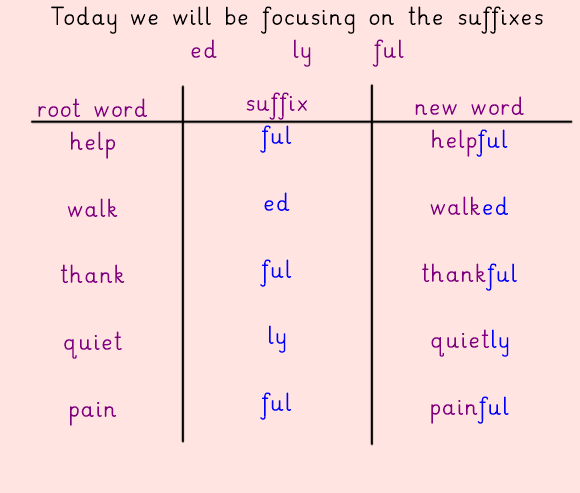 Today we will be focusing on the suffixes
ed ly ful
root word suffix new word
help ful helpful
walk ed walked
thank ful thankful
quiet ly quietly
pain ful painful